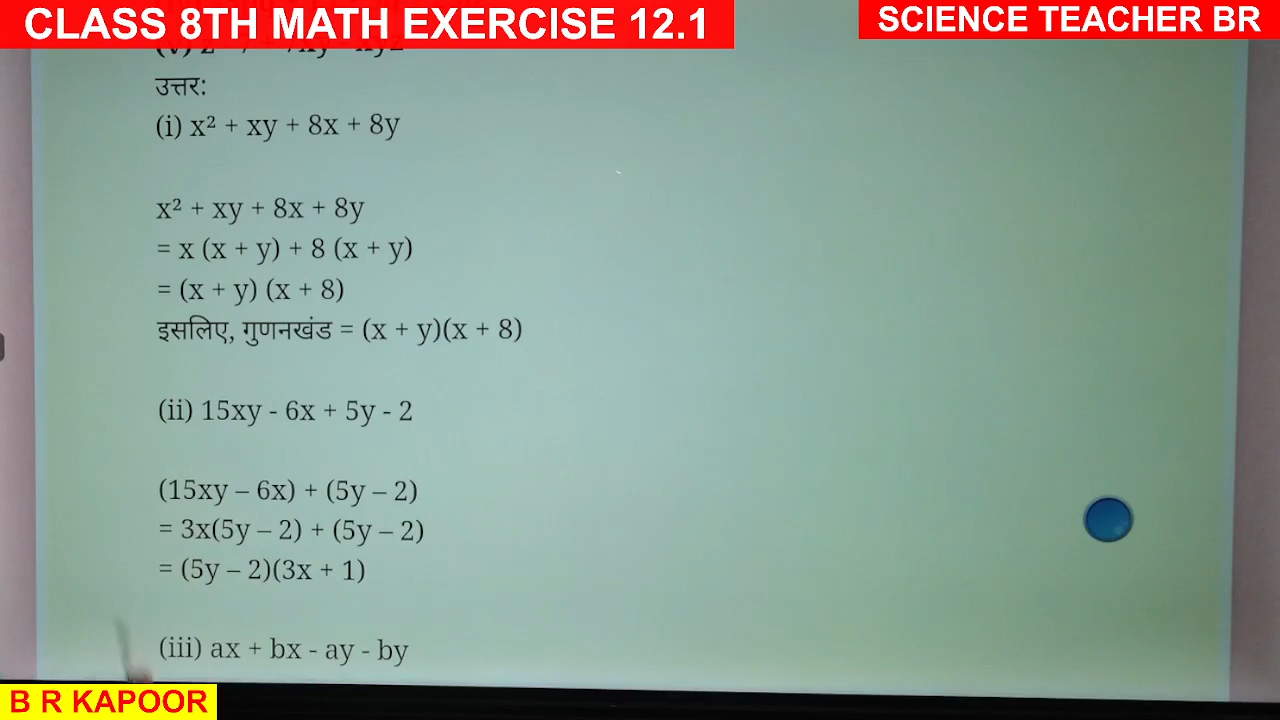 CLASS 8TH MATH EXERCISE 12.1
SCIENCE TEACHER BR
उत्तर:
(i) x² + xy + 8x + 8y
x² + xy + 8x + 8y
= x (x + y) + 8 (x + y)
= (x + y) (x + 8)
इसलिए, गुणनखंड = (x + y)(x + 8)
(ii) 15xy - 6x + 5y - 2
(15xy – 6x) + (5y – 2)
= 3x(5y – 2) + (5y – 2)
= (5y – 2)(3x + 1)
(iii) ax + bx - ay - by
B R KAPOOR